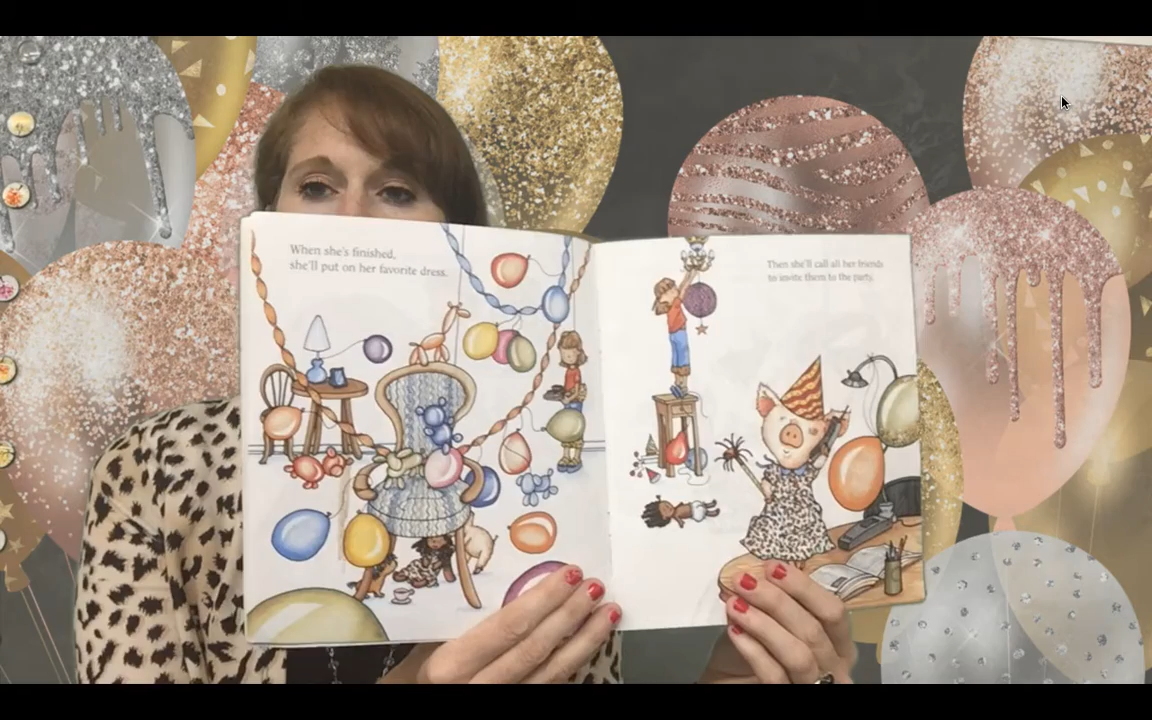 When she's finished,
she'll put on her favorite dress.
Then she'll call all her friends
to invite them to the party.